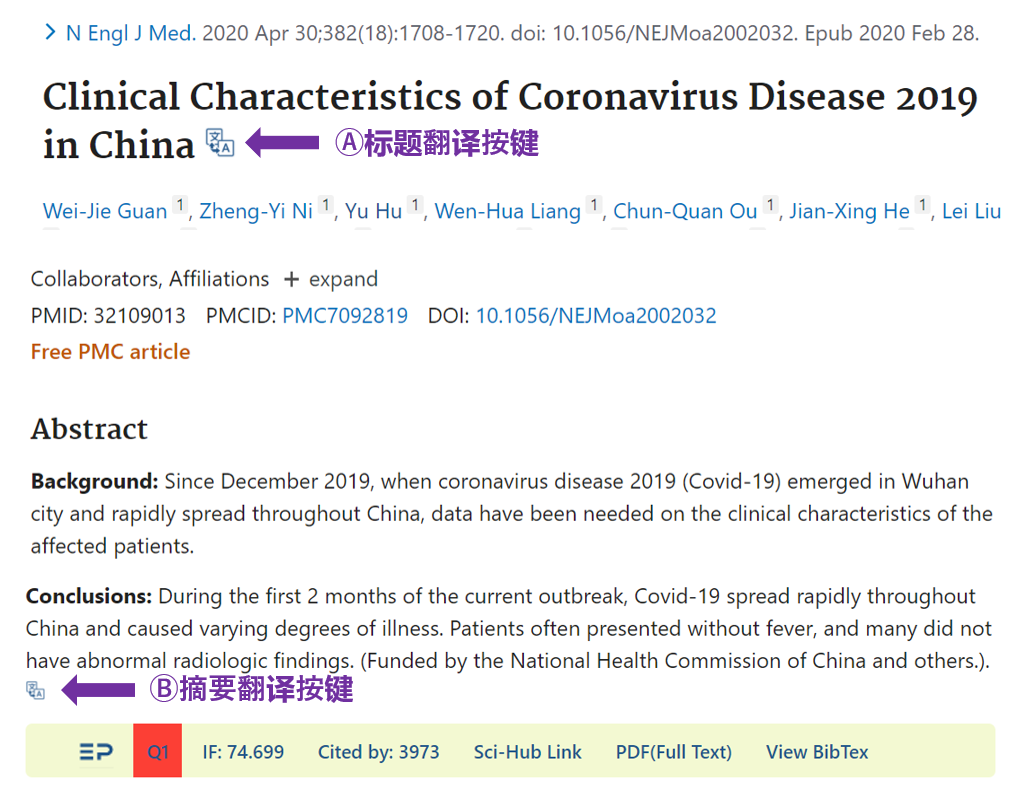 N Engl J Med. 2020 Apr 30;382(18):1708-1720. doi: 10.1056/NEJMoa2002032. Epub 2020 Feb 28.
Clinical Characteristics of Coronavirus Disease 2019
in China Ⓐ标题翻译按键
Wei-Jie Guan 1, Zheng-Yi Ni 1, Yu Hu 1, Wen-Hua Liang 1, Chun-Quan Ou 1, Jian-Xing He 1, Lei Liu
Collaborators, Affiliations + expand
PMID: 32109013 PMCID: PMC7092819 DOI: 10.1056/NEJMoa2002032
Free PMC article
Abstract
Background: Since December 2019, when coronavirus disease 2019 (Covid-19) emerged in Wuhan
city and rapidly spread throughout China, data have been needed on the clinical characteristics of the
affected patients.
Conclusions: During the first 2 months of the current outbreak, Covid-19 spread rapidly throughout
China and caused varying degrees of illness. Patients often presented without fever, and many did not
have abnormal radiologic findings. (Funded by the National Health Commission of China and others.).
Ⓑ摘要翻译按键
EP Q1 IF: 74.699 Cited by: 3973 Sci-Hub Link PDF(Full Text) View BibTex